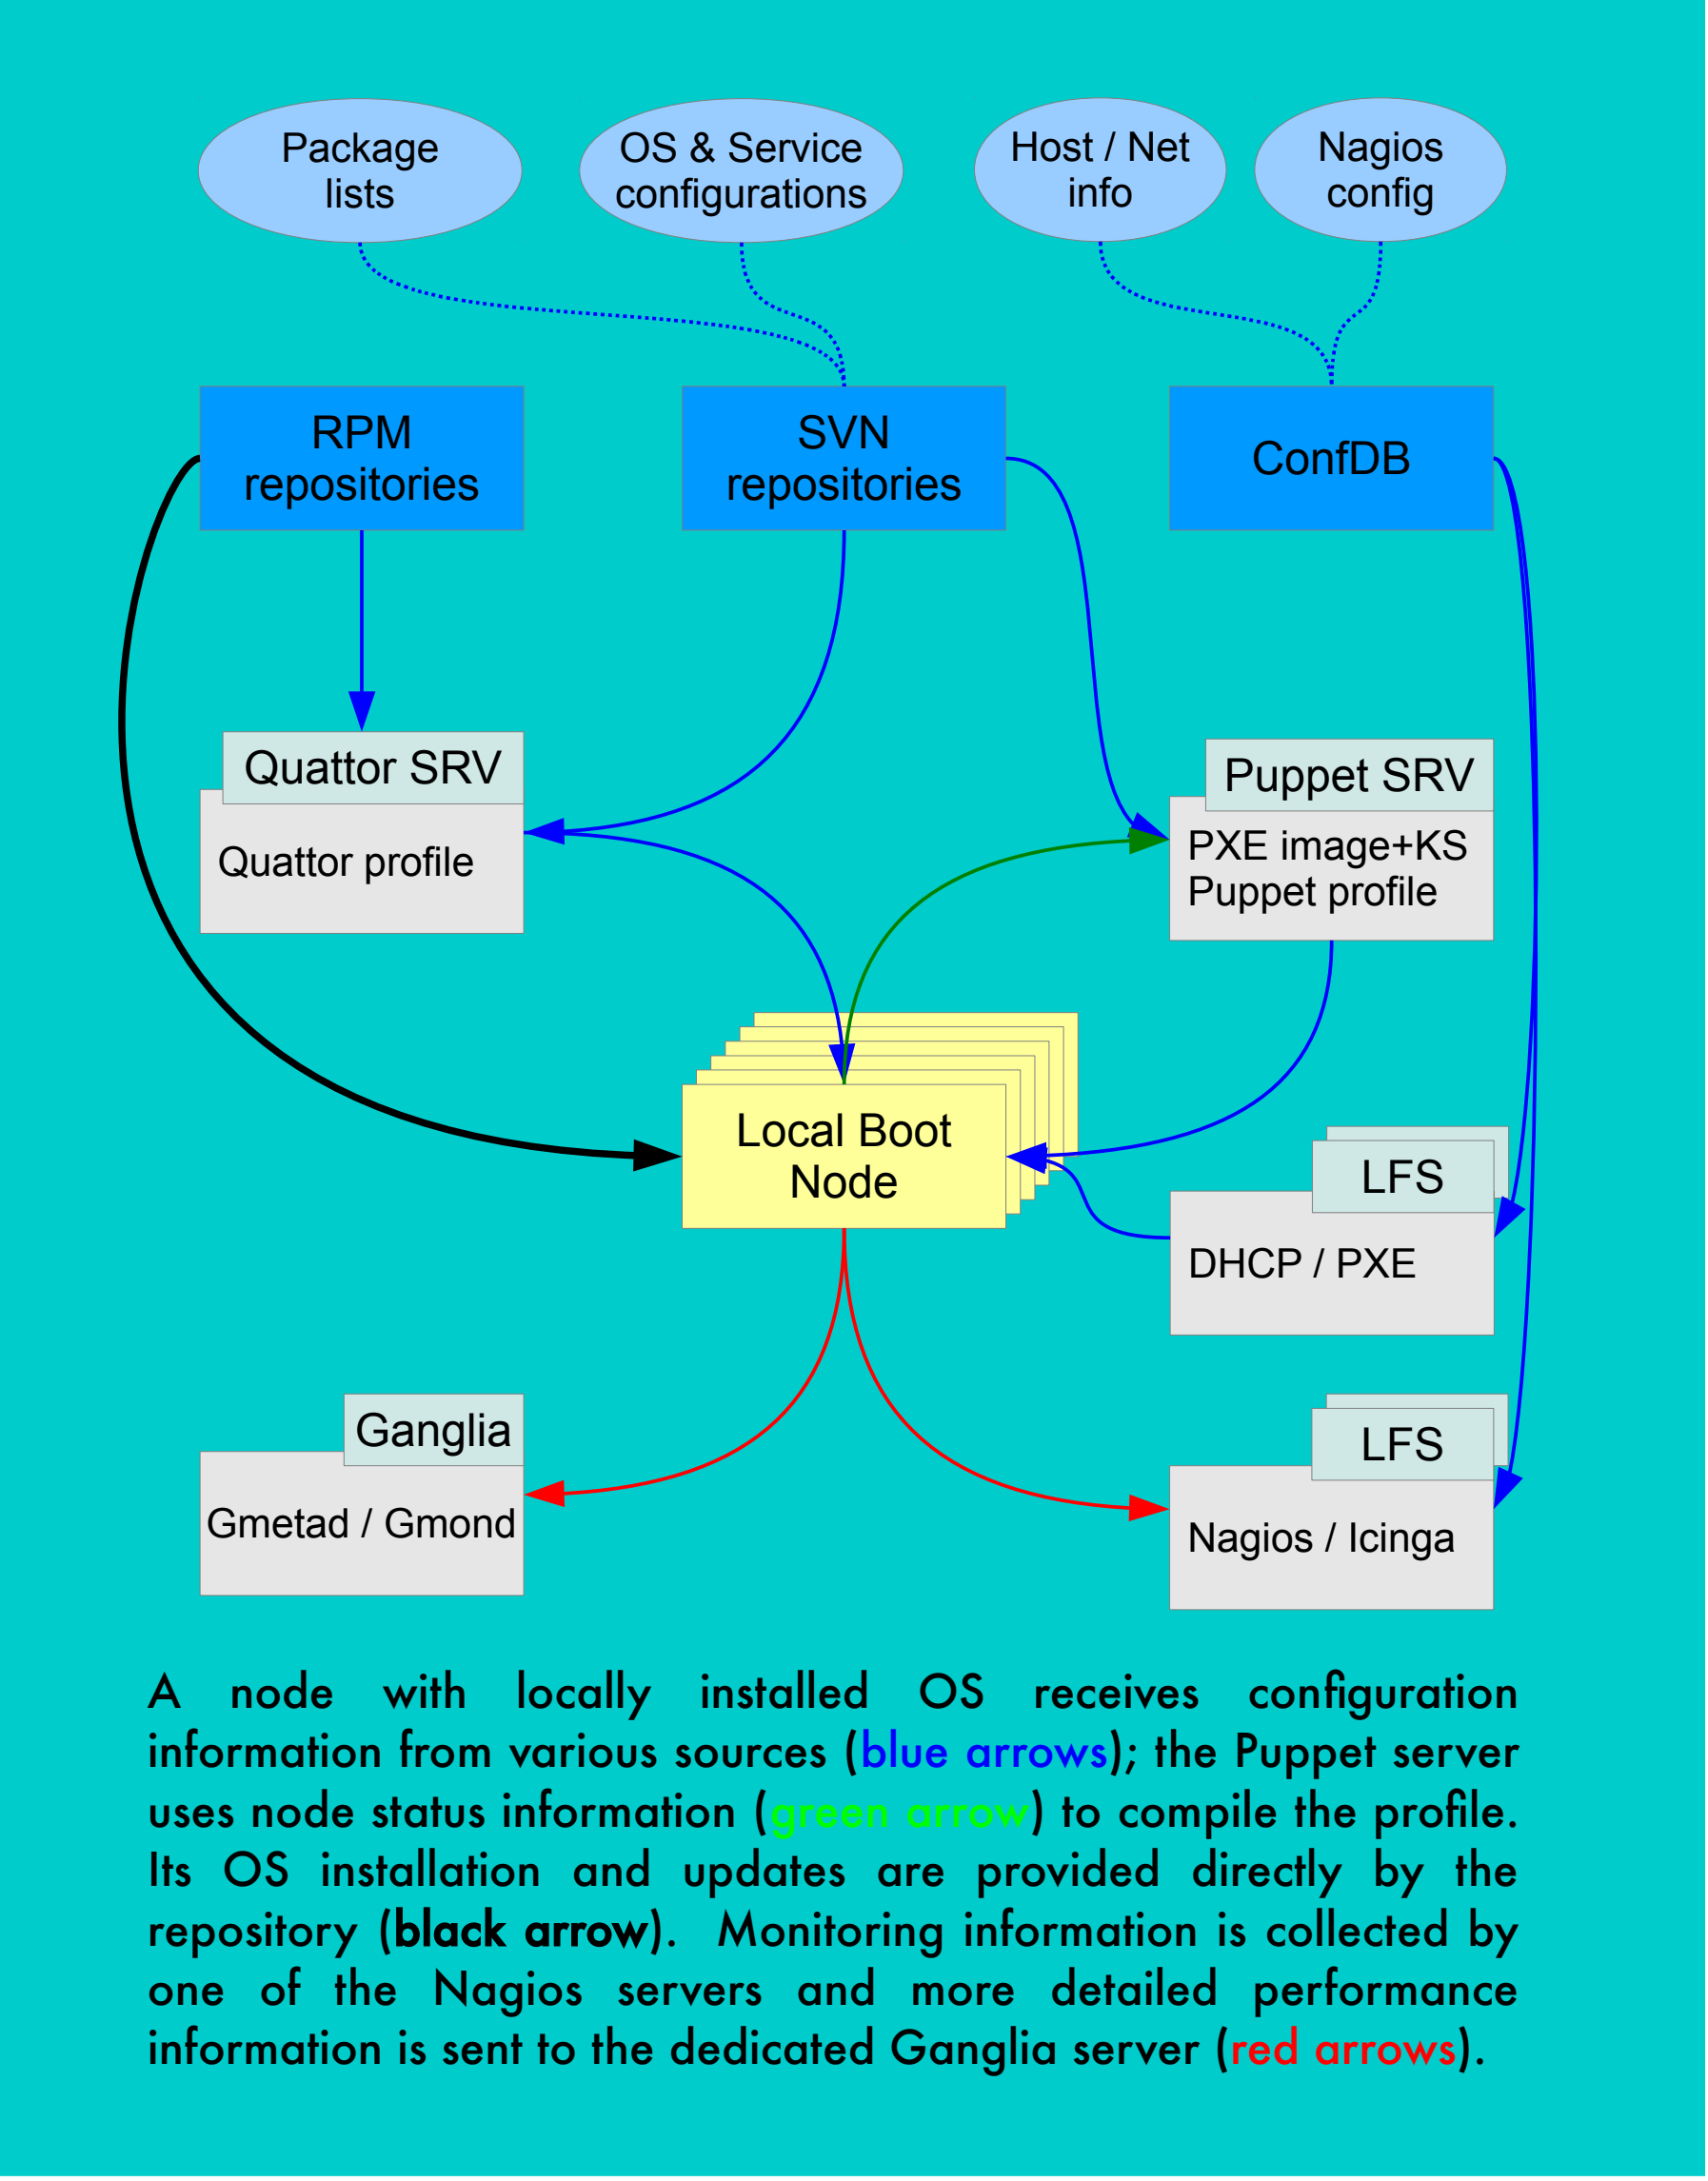 Package
lists
OS & Service
configurations
Host / Net
info
Nagios
config
RPM
repositories
SVN
repositories
ConfDB
Quattor SRV
Quattor profile
Puppet SRV
PXE image+KS
Puppet profile
Local Boot
Node
LFS
DHCP / PXE
Ganglia
Gmetad / Gmond
LFS
Nagios / Icinga
A node with locally installed OS receives configuration
information from various sources (blue arrows); the Puppet server
uses node status information (green arrow) to compile the profile.
Its OS installation and updates are provided directly by the
repository (black arrow). Monitoring information is collected by
one of the Nagios servers and more detailed performance
information is sent to the dedicated Ganglia server (red arrows).